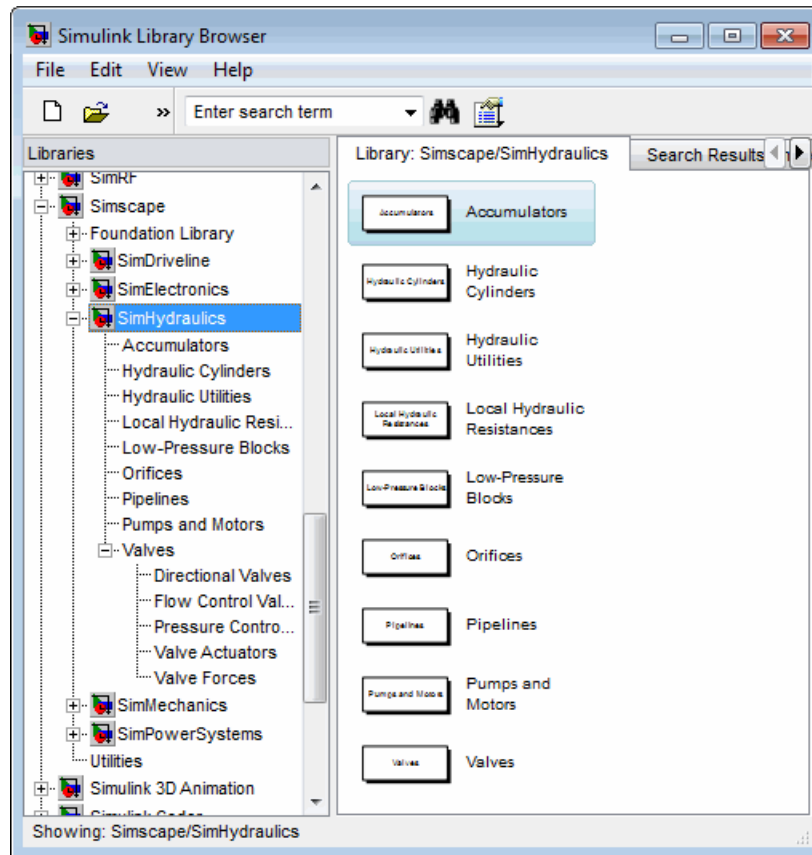 Simulink Library Browser
File Edit View Help
» Enter search term
Libraries
SimRF
Simscape
Foundation Library
SimDriveline
SimElectronics
SimHydraulics
Accumulators
Hydraulic Cylinders
Hydraulic Utilities
Local Hydraulic Resi...
Low-Pressure Blocks
Orifices
Pipelines
Pumps and Motors
Valves
Directional Valves
Flow Control Val...
Pressure Contro...
Valve Actuators
Valve Forces
SimMechanics
SimPowerSystems
Utilities
Simulink 3D Animation
Simulink Coder
Library: Simscape/SimHydraulics
Search Results
Accumulators
Accumulators
Hydraulic Cylinders
Hydraulic
Cylinders
Hydraulic Utilities
Hydraulic
Utilities
Local Hydraulic
Resistances
Local Hydraulic
Resistances
Low-Pressure Blocks
Low-Pressure
Blocks
Orifices
Orifices
Pipelines
Pipelines
Pumps and Motors
Pumps and
Motors
Valves
Valves
Showing: Simscape/SimHydraulics